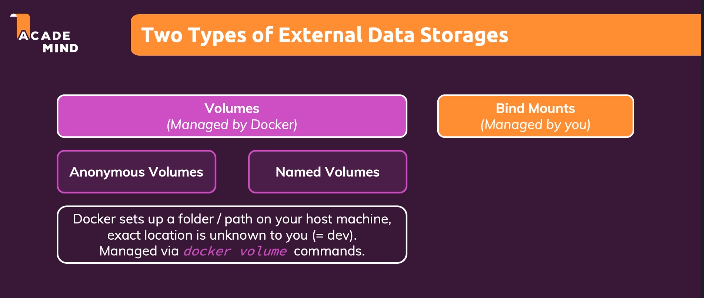 ACADE
MIND
Two Types of External Data Storages
Volumes
(Managed by Docker)
Bind Mounts
(Managed by you)
Anonymous Volumes
Named Volumes
Docker sets up a folder / path on your host machine,
exact location is unknown to you (= dev).
Managed via docker volume commands.